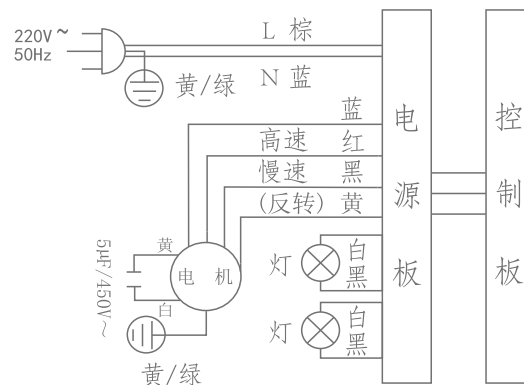 220V~
50Hz
L 棕
N 蓝
黄/绿
蓝
高速 红
慢速 黑
(反转) 黄
电源板
控制板
灯
白
黑
灯
白
黑
黄
电 机
白
5μF/450V~
黄/绿